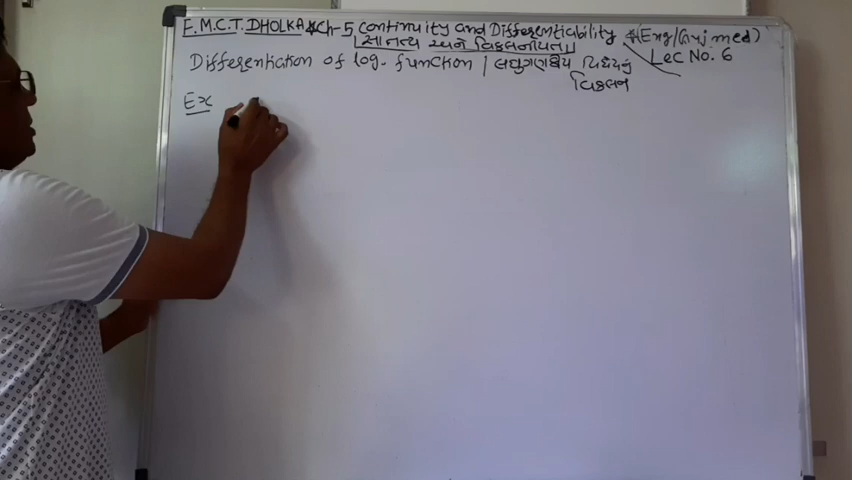 E.M.C.T. DHOLKA Ch-5 Continuity and Differentiability (Eng/Guj med)
સાતત્ય અને વિકલનીયતા Lec No. 6
Differentiation of log. function / લઘુગણકીય વિધેયનું
વિકલન
Ex